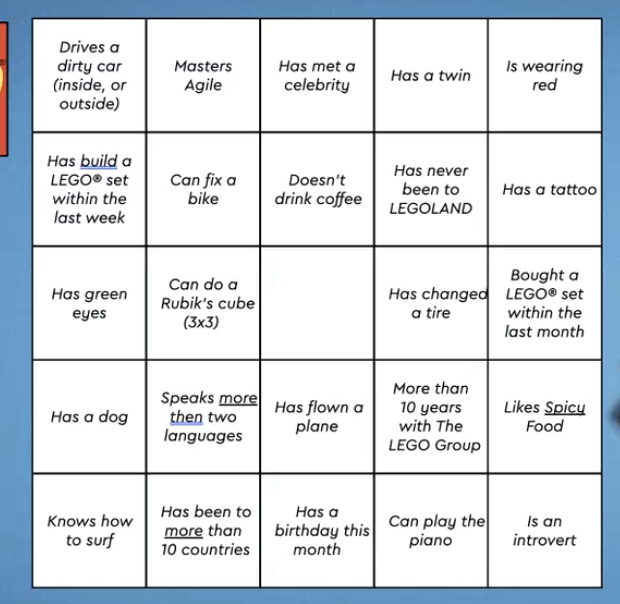 Drives a
dirty car
(inside, or
outside)
Masters
Agile
Has met a
celebrity
Has a twin
Is wearing
red
Has build a
LEGO® set
within the
last week
Can fix a
bike
Doesn't
drink coffee
Has never
been to
LEGOLAND
Has a tattoo
Has green
eyes
Can do a
Rubik's cube
(3x3)
Has changed
a tire
Bought a
LEGO® set
within the
last month
Has a dog
Speaks more
then two
languages
Has flown a
plane
More than
10 years
with The
LEGO Group
Likes Spicy
Food
Knows how
to surf
Has been to
more than
10 countries
Has a
birthday this
month
Can play the
piano
Is an
introvert